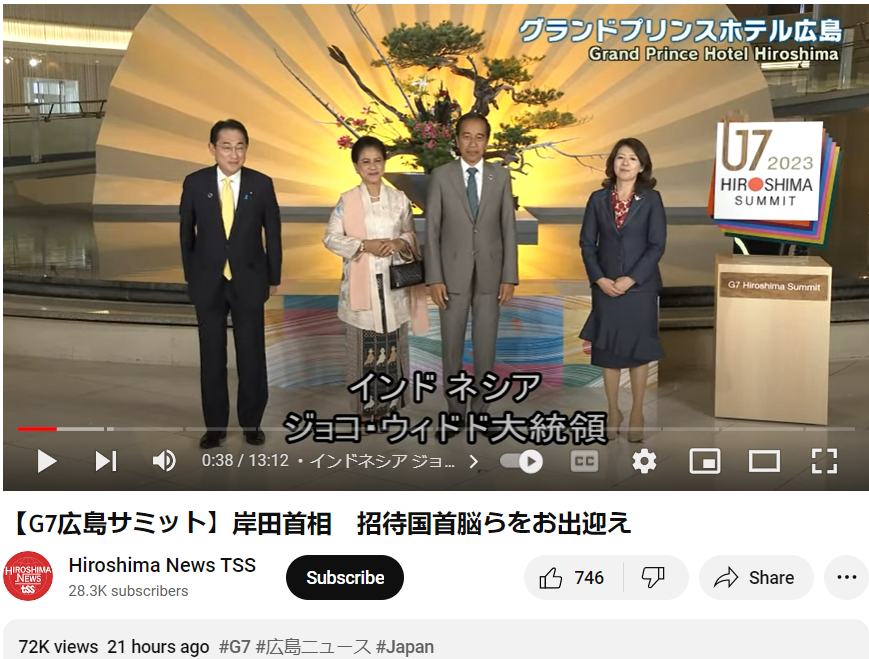 グランドプリンスホテル広島
Grand Prince Hotel Hiroshima
G7 2023
HIROSHIMA
SUMMIT
G7 Hiroshima Summit
インドネシア
ジョコ・ウィドド大統領
0:38 / 13:12 • インドネシア ジョ...
CC
【G7広島サミット】岸田首相　招待国首脳らをお出迎え
HIROSHIMA
NEWS
tSS
Hiroshima News TSS
28.3K subscribers
Subscribe
746
Share
72K views 21 hours ago #G7 #広島ニュース #Japan